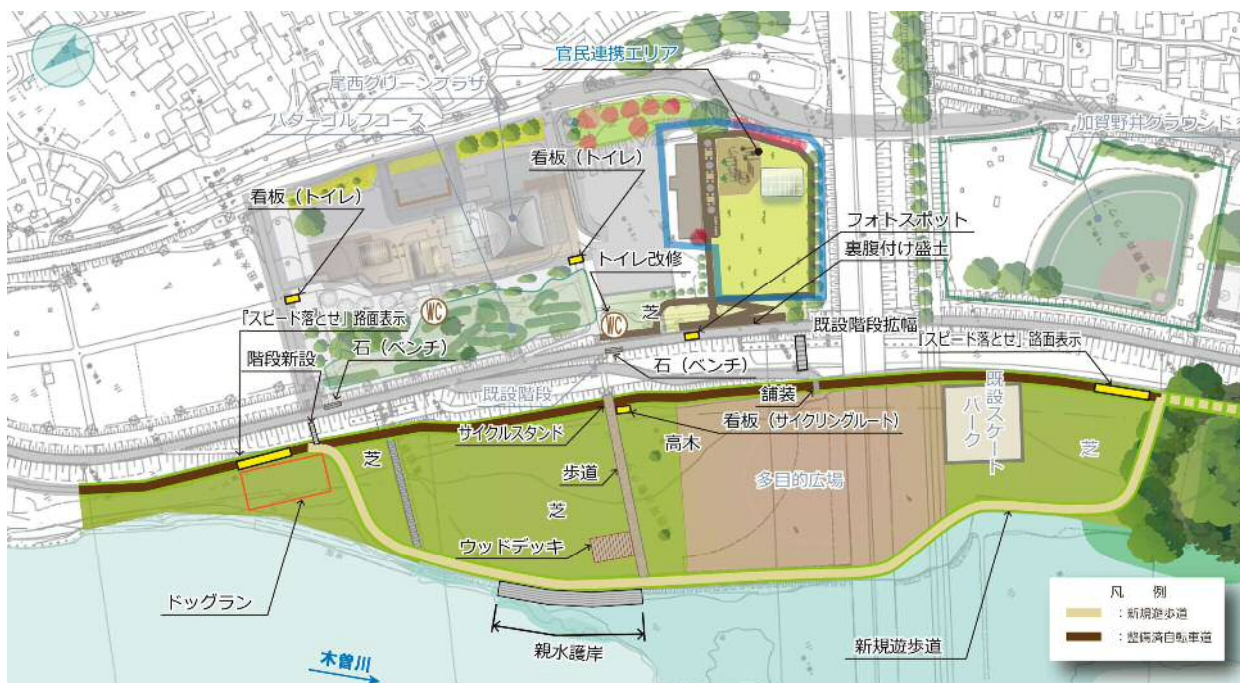 官民連携エリア
尾西グリーンプラザ
パターゴルフコース
加賀野井グラウンド
看板(トイレ)
看板(トイレ)
フォトスポット
裏腹付け盛土
トイレ改修
WC
WC
芝
『スピード落とせ』路面表示
石(ベンチ)
階段新設
既設階段拡幅
『スピード落とせ』路面表示
石(ベンチ)
既設階段
舗装
看板(サイクリングルート)
サイクルスタンド
既設スケート
パーク
高木
芝
芝
歩道
多目的広場
芝
ウッドデッキ
ドッグラン
親水護岸
新規遊歩道
木曽川
凡 例
:新規遊歩道
:整備済自転車道